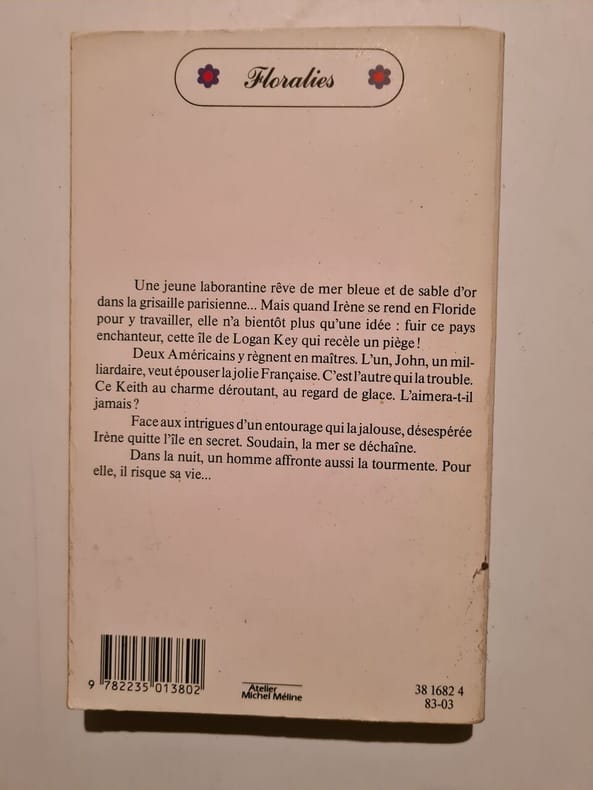 Floralies
Une jeune laborantine rêve de mer bleue et de sable d'or
dans la grisaille parisienne... Mais quand Irène se rend en Floride
pour y travailler, elle n'a bientôt plus qu'une idée : fuir ce pays
enchanteur, cette île de Logan Key qui recèle un piège !
Deux Américains y règnent en maîtres. L'un, John, un mil-
liardaire, veut épouser la jolie Française. C'est l'autre qui la trouble.
Ce Keith au charme déroutant, au regard de glace. L'aimera-t-il
jamais ?
Face aux intrigues d'un entourage qui la jalouse, désespérée
Irène quitte l'île en secret. Soudain, la mer se déchaîne.
Dans la nuit, un homme affronte aussi la tourmente. Pour
elle, il risque sa vie...
9 782235 013802
Atelier
Michel Méline
38 1682 4
83-03